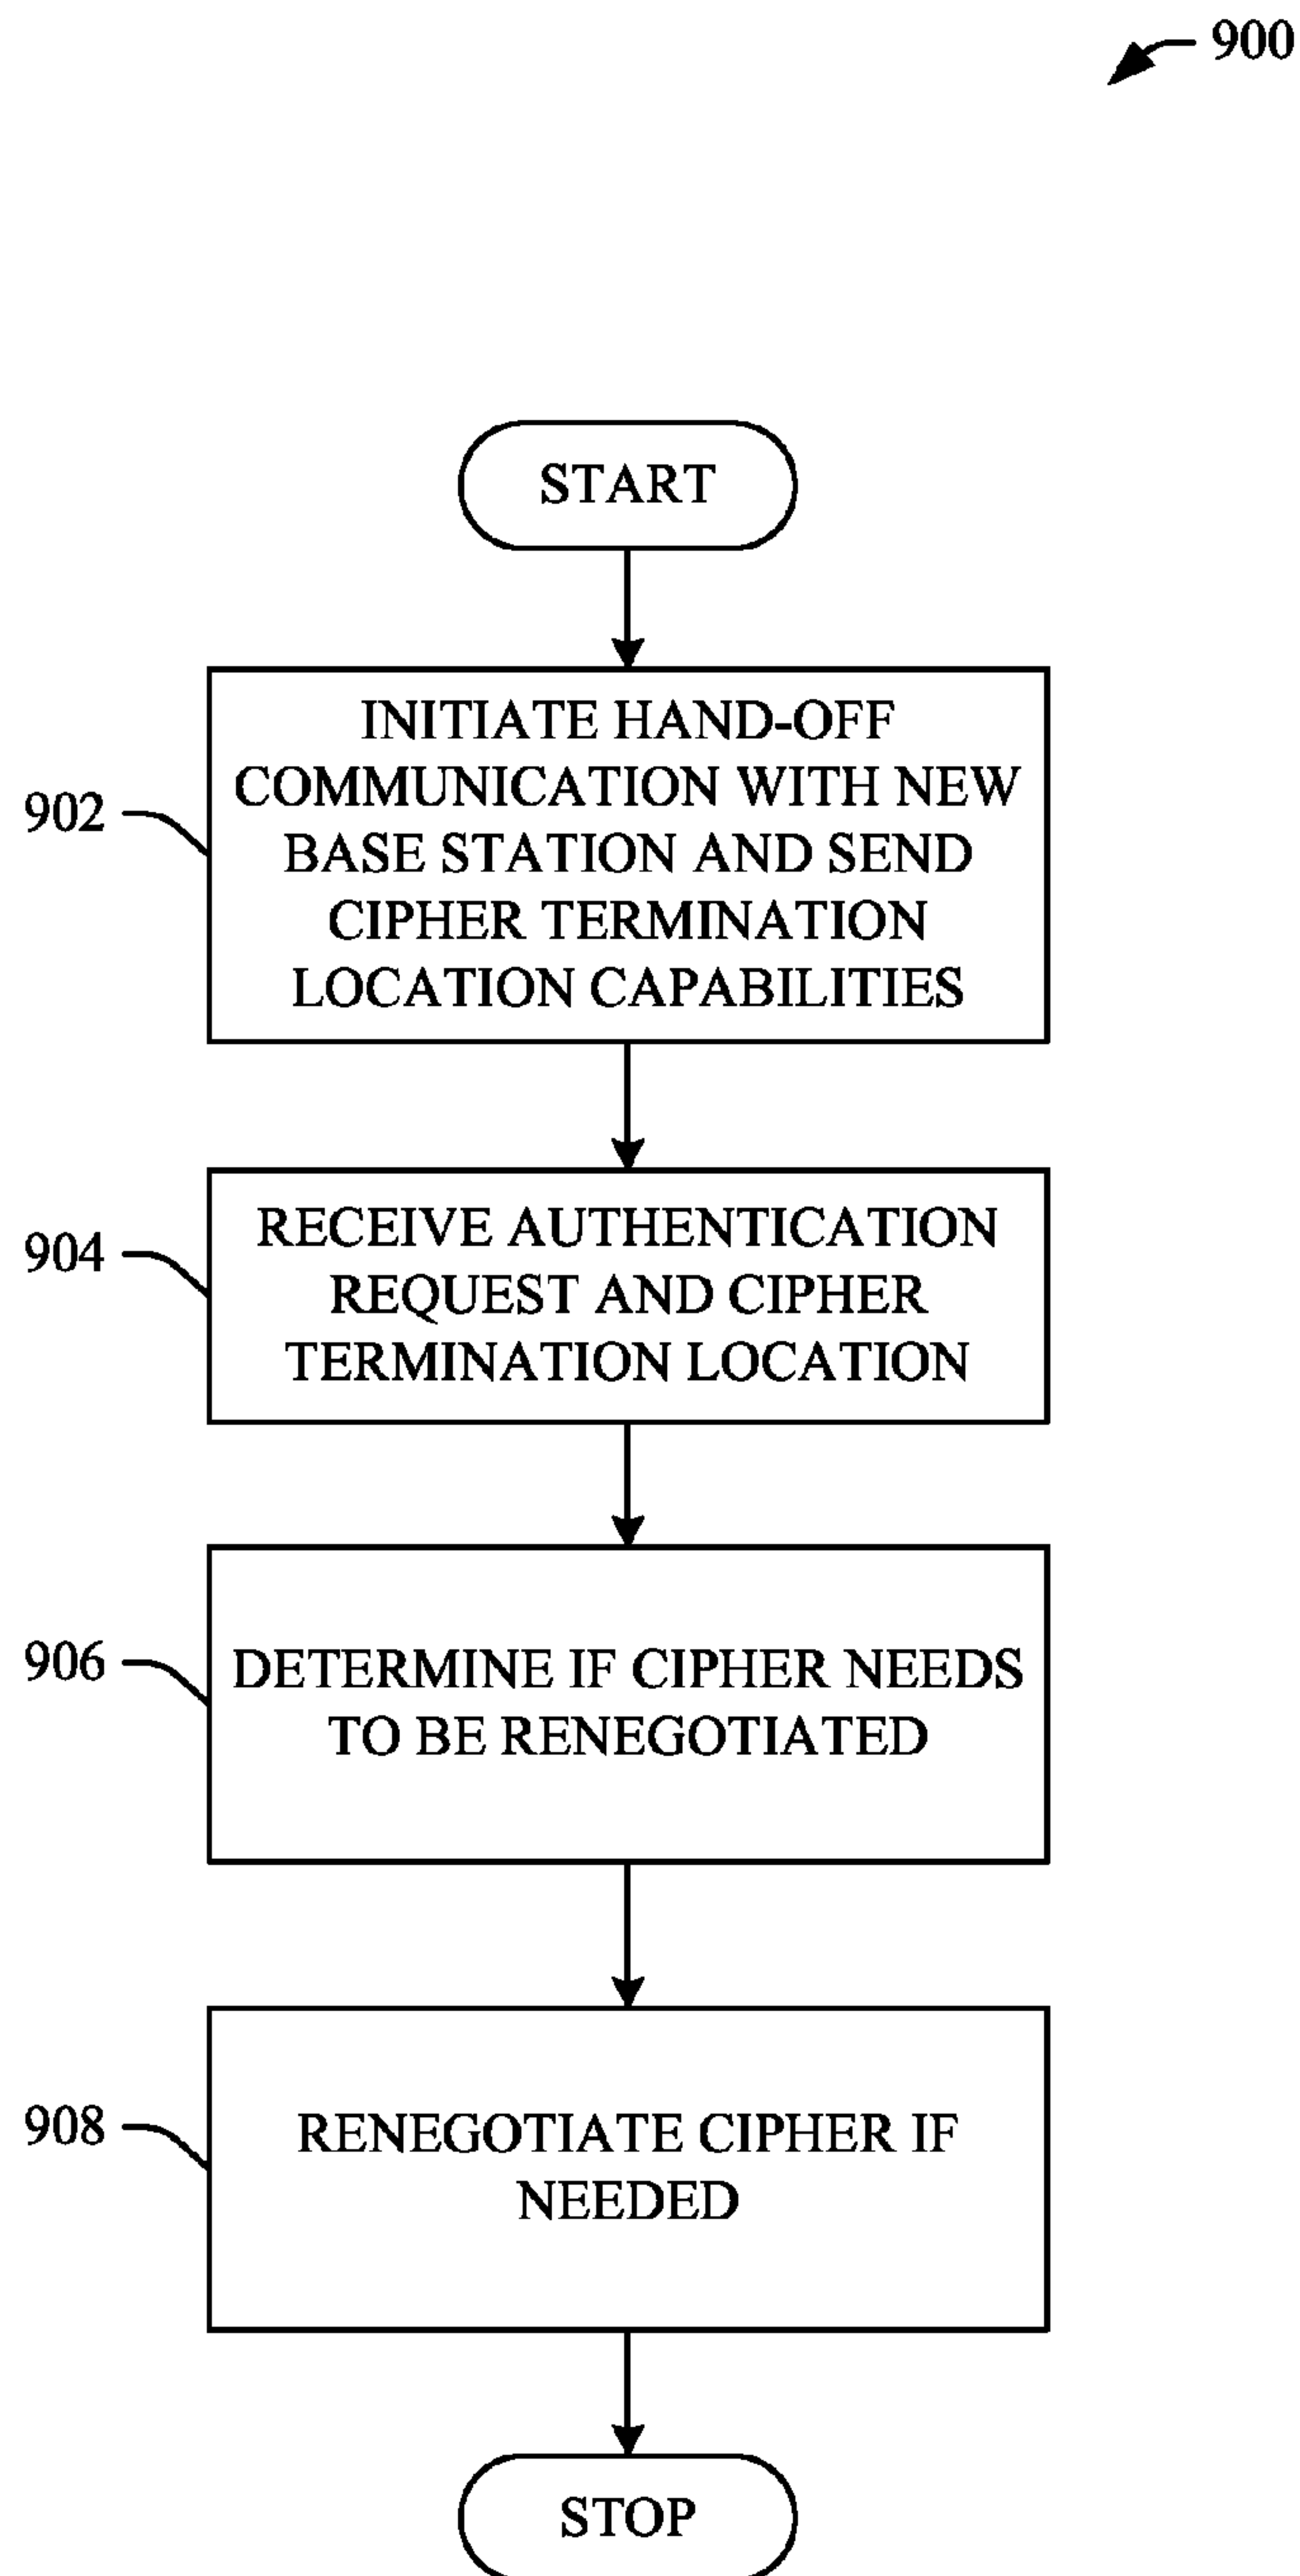 900
START
902
INITIATE HAND-OFF
COMMUNICATION WITH NEW
BASE STATION AND SEND
CIPHER TERMINATION
LOCATION CAPABILITIES
904
RECEIVE AUTHENTICATION
REQUEST AND CIPHER
TERMINATION LOCATION
906
DETERMINE IF CIPHER NEEDS
TO BE RENEGOTIATED
908
RENEGOTIATE CIPHER IF
NEEDED
STOP